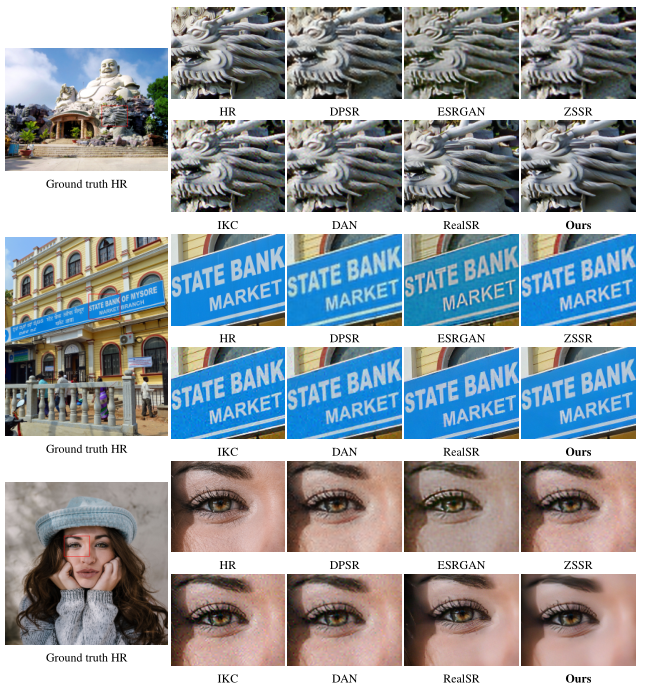 HR DPSR ESRGAN ZSSR
Ground truth HR
IKC DAN RealSR Ours
STATE BANK OF MYSORE
MARKET BRANCH
STATE BANK STATE BANK STATE BANK STATE BANK
MARKET MARKET MARKET MARKET
HR DPSR ESRGAN ZSSR
STATE BANK STATE BANK STATE BANK STATE BANK
MARKET MARKET MARKET MARKET
Ground truth HR
IKC DAN RealSR Ours
HR DPSR ESRGAN ZSSR
Ground truth HR
IKC DAN RealSR Ours